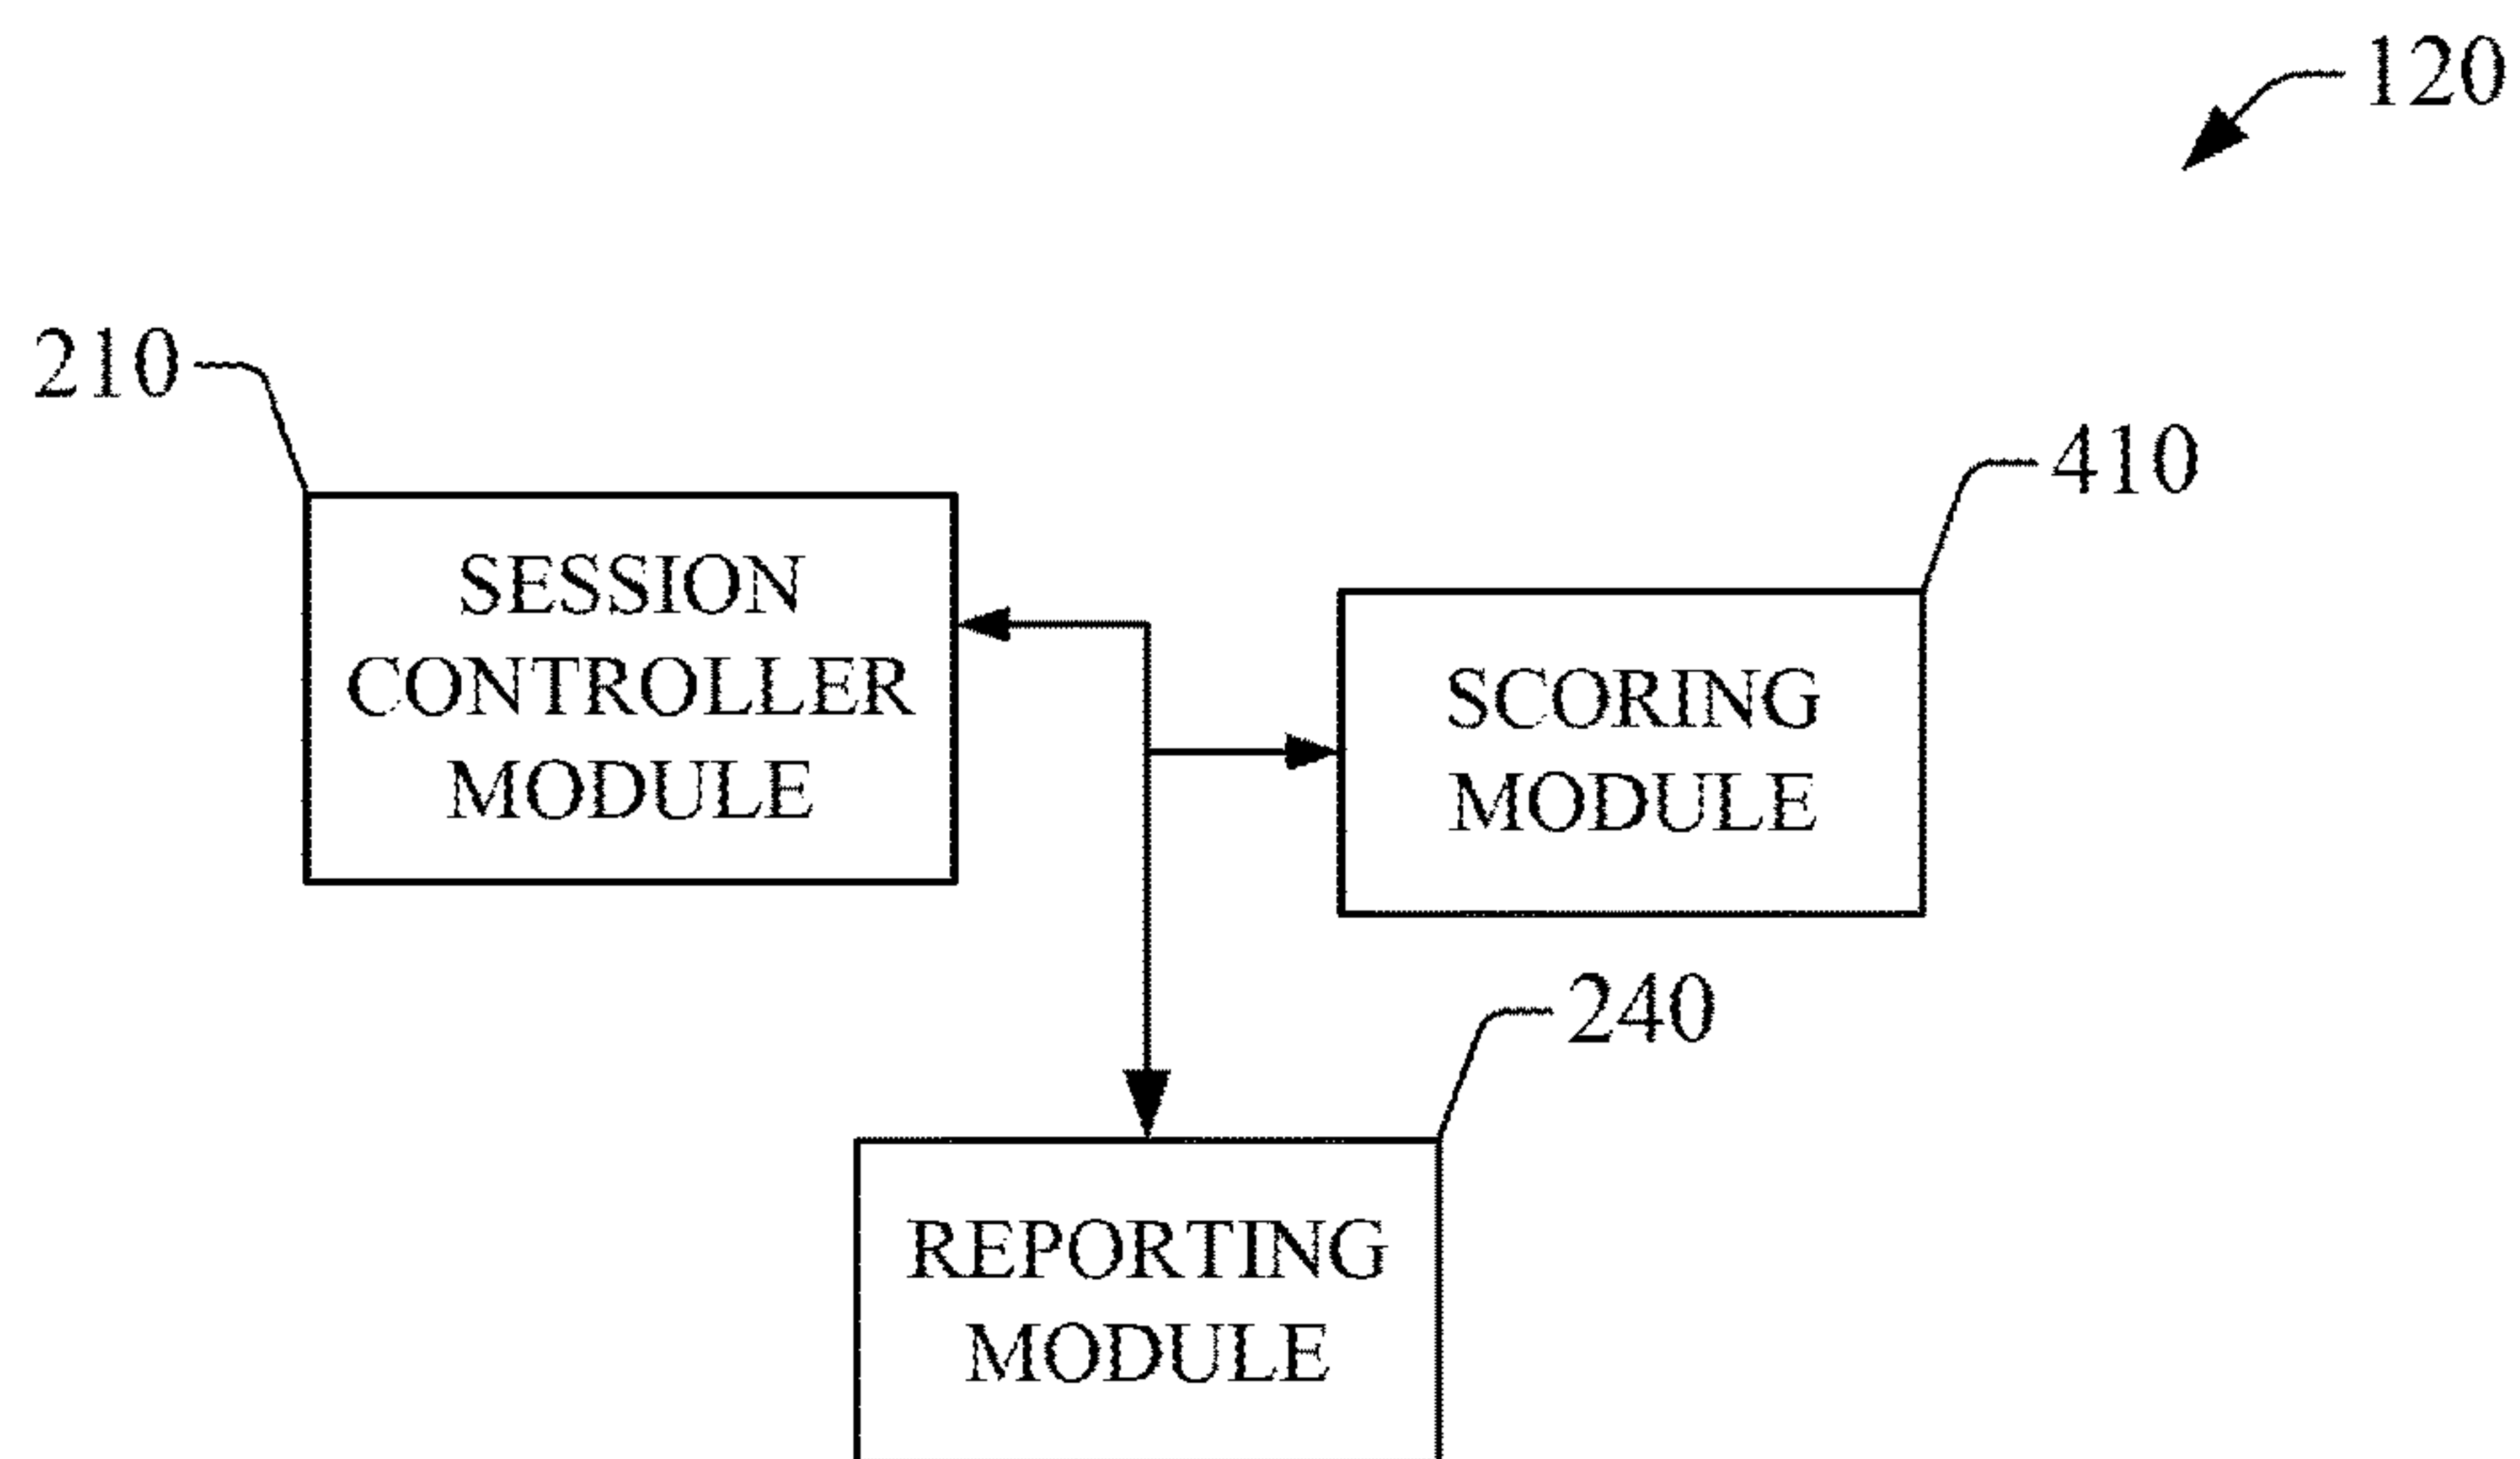 120
210
410
SESSION
CONTROLLER
MODULE
SCORING
MODULE
240
REPORTING
MODULE